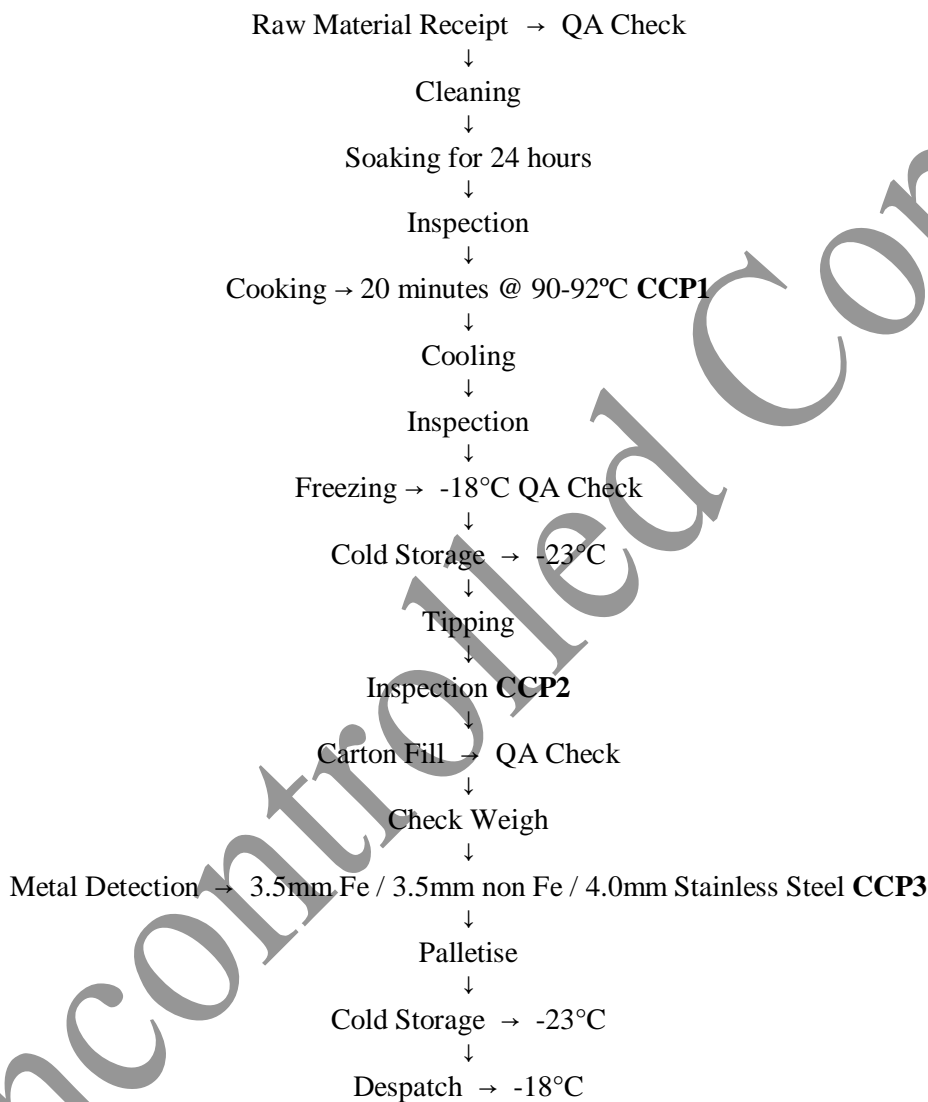 Raw Material Receipt → QA Check
↓
Cleaning
↓
Soaking for 24 hours
↓
Inspection
↓
Cooking → 20 minutes @ 90-92ºC CCP1
↓
Cooling
↓
Inspection
↓
Freezing → -18°C QA Check
↓
Cold Storage → -23°C
↓
Tipping
↓
Inspection CCP2
↓
Carton Fill → QA Check
↓
Check Weigh
↓
Metal Detection → 3.5mm Fe / 3.5mm non Fe / 4.0mm Stainless Steel CCP3
↓
Palletise
↓
Cold Storage → -23°C
↓
Despatch → -18°C
ncontrolled Co